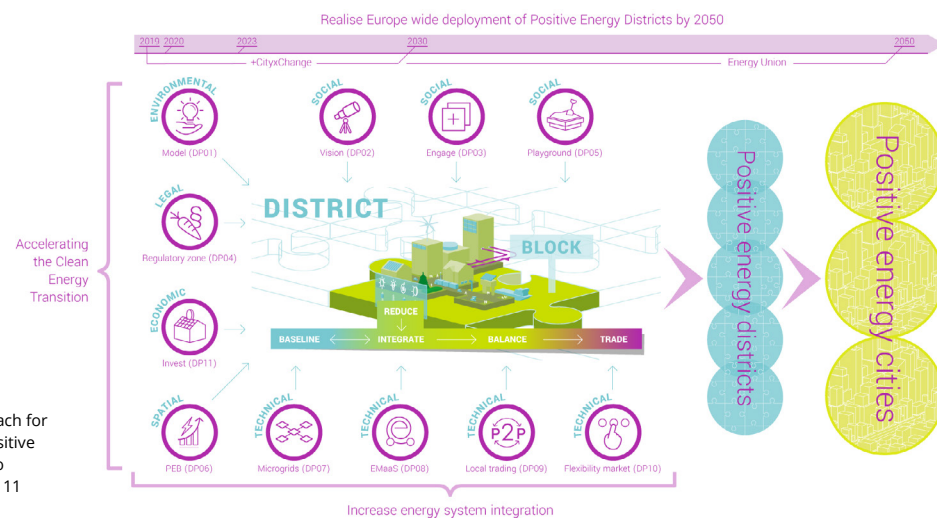 Realise Europe wide deployment of Positive Energy Districts by 2050
2019 2020 2023 2030 2050
+CityxChange Energy Union
ENVIRONMENTAL
Model (DP01)
SOCIAL
Vision (DP02)
SOCIAL
Engage (DP03)
SOCIAL
Playground (DP05)
LEGAL
Regulatory zone (DP04)
Accelerating
the Clean
Energy
Transition
ECONOMIC
Invest (DP11)
DISTRICT
BLOCK
REDUCE
BASELINE INTEGRATE BALANCE TRADE
SPATIAL
PEB (DP06)
TECHNICAL
Microgrids (DP07)
TECHNICAL
e
EMaaS (DP08)
TECHNICAL
P2P
Local trading (DP09)
TECHNICAL
Flexibility market (DP10)
Increase energy system integration
Positive energy districts
Positive energy cities
ach for
sitive
o
11